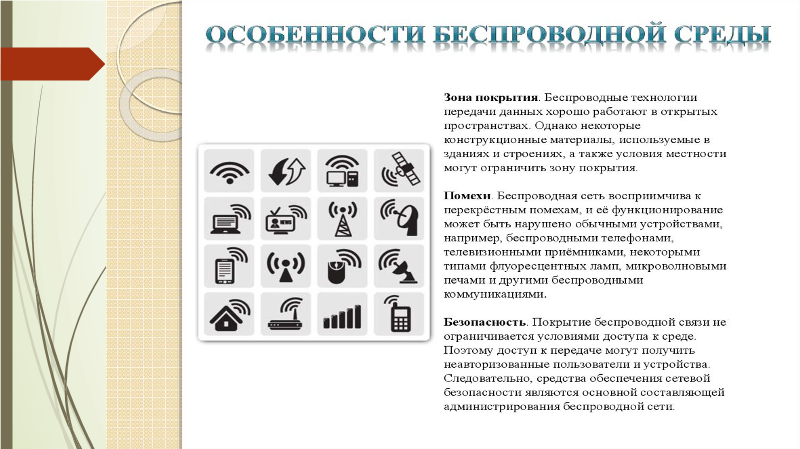 ОСОБЕННОСТИ БЕСПРОВОДНОЙ СРЕДЫ
Зона покрытия. Беспроводные технологии
передачи данных хорошо работают в открытых
пространствах. Однако некоторые
конструкционные материалы, используемые в
зданиях и строениях, а также условия местности
могут ограничить зону покрытия.
Помехи. Беспроводная сеть восприимчива к
перекрёстным помехам, и её функционирование
может быть нарушено обычными устройствами,
например, беспроводными телефонами,
телевизионными приёмниками, некоторыми
типами флуоресцентных ламп, микроволновыми
печами и другими беспроводными
коммуникациями.
Безопасность. Покрытие беспроводной связи не
ограничивается условиями доступа к среде.
Поэтому доступ к передаче могут получить
неавторизованные пользователи и устройства.
Следовательно, средства обеспечения сетевой
безопасности являются основной составляющей
администрирования беспроводной сети.